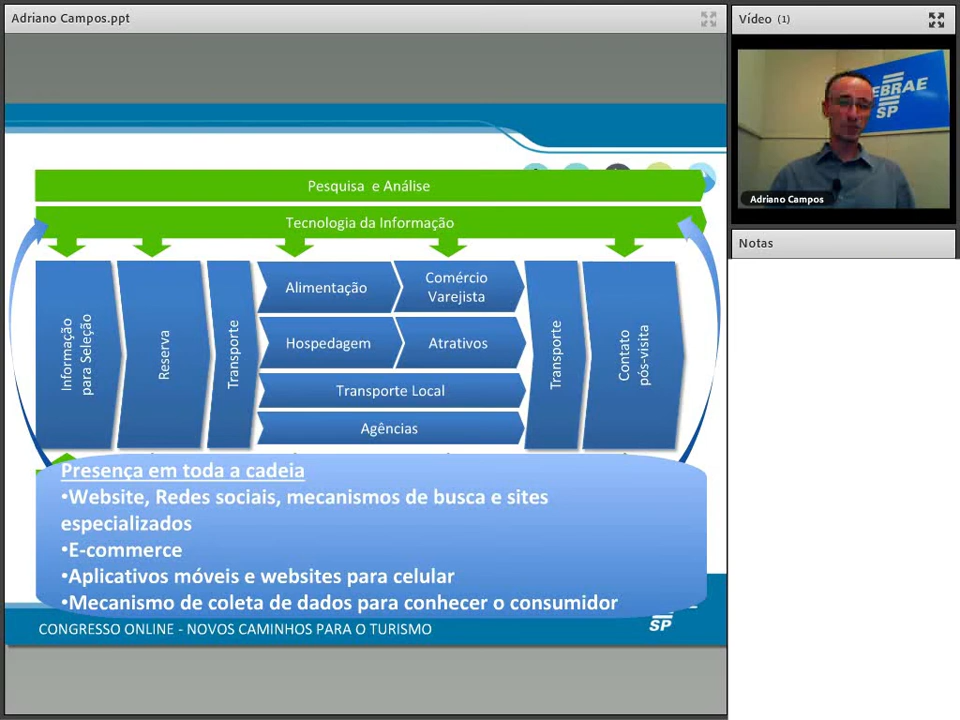 Adriano Campos.ppt
Vídeo (1)
EBRAE
SP
Adriano Campos
Notas
Pesquisa e Análise
Tecnologia da Informação
Informação
para Seleção
Reserva
Transporte
Alimentação
Comércio
Varejista
Hospedagem
Atrativos
Transporte Local
Agências
Transporte
Contato
pós-visita
Presença em toda a cadeia
•Website, Redes sociais, mecanismos de busca e sites
especializados
•E-commerce
•Aplicativos móveis e websites para celular
•Mecanismo de coleta de dados para conhecer o consumidor
CONGRESSO ONLINE - NOVOS CAMINHOS PARA O TURISMO
SP